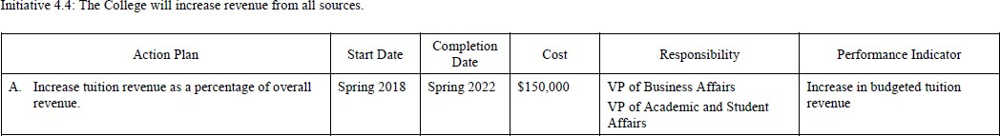 Initiative 4.4: The College will increase revenue from all sources.
Action Plan
Start Date
Completion
Date
Cost
Responsibility
Performance Indicator
A. Increase tuition revenue as a percentage of overall
revenue.
Spring 2018
Spring 2022
$150,000
VP of Business Affairs
VP of Academic and Student
Affairs
Increase in budgeted tuition
revenue